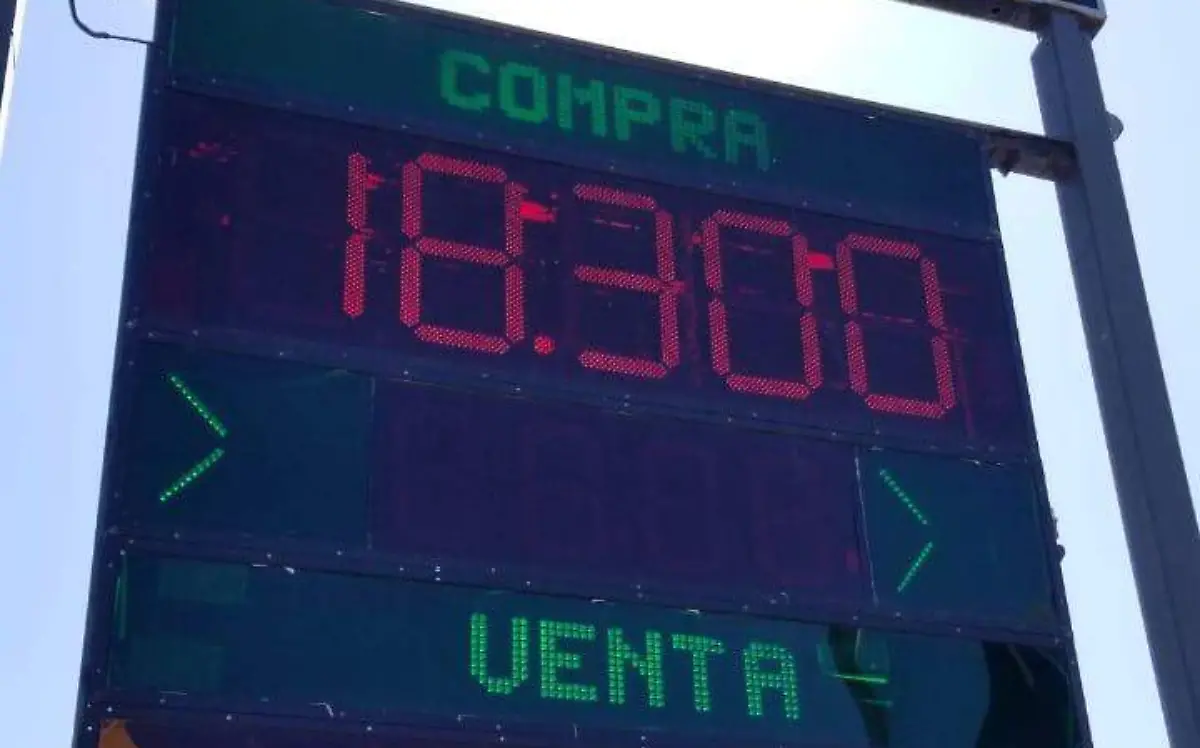 COMPRA
18.300
> >
VENTA